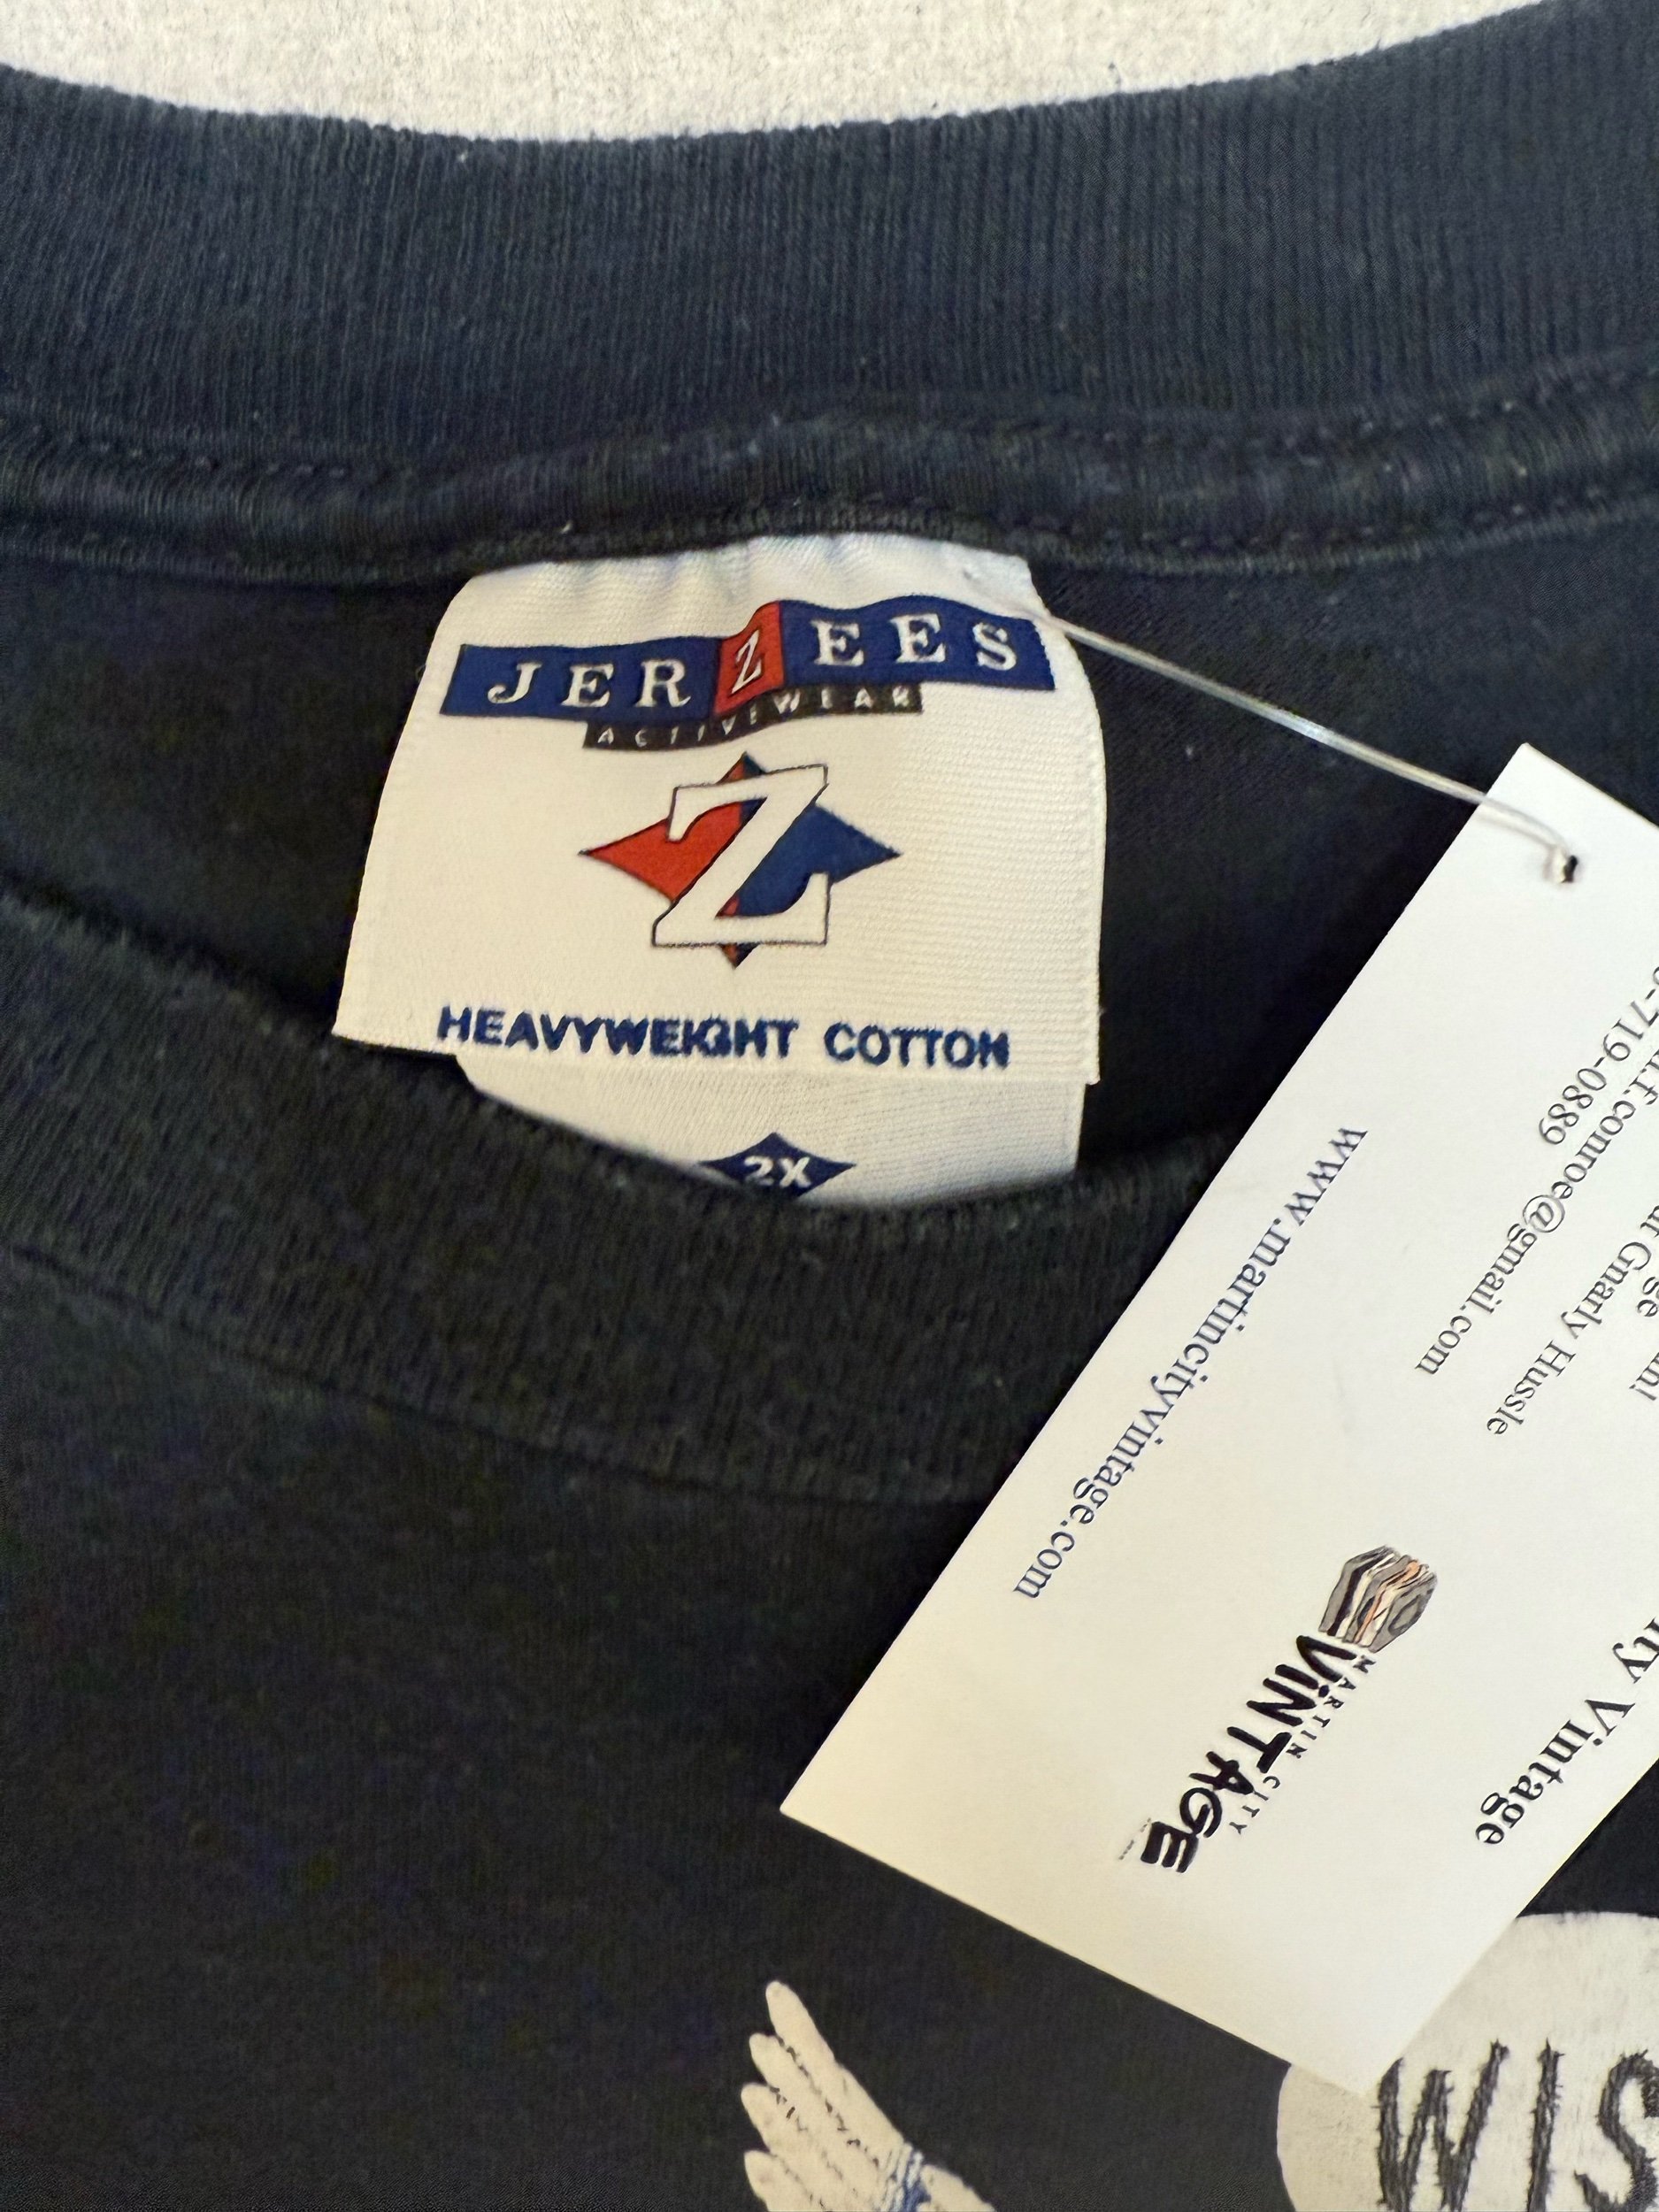 JERZEES
ACTIVEWEAR
Z
HEAVYWEIGHT COTTON
2X
Vintage
Gnarly Hussle
.f.conroe@gmail.com
-719-0889
www.martincityvintage.com
MARTIN CITY
VINTAGE
WIS